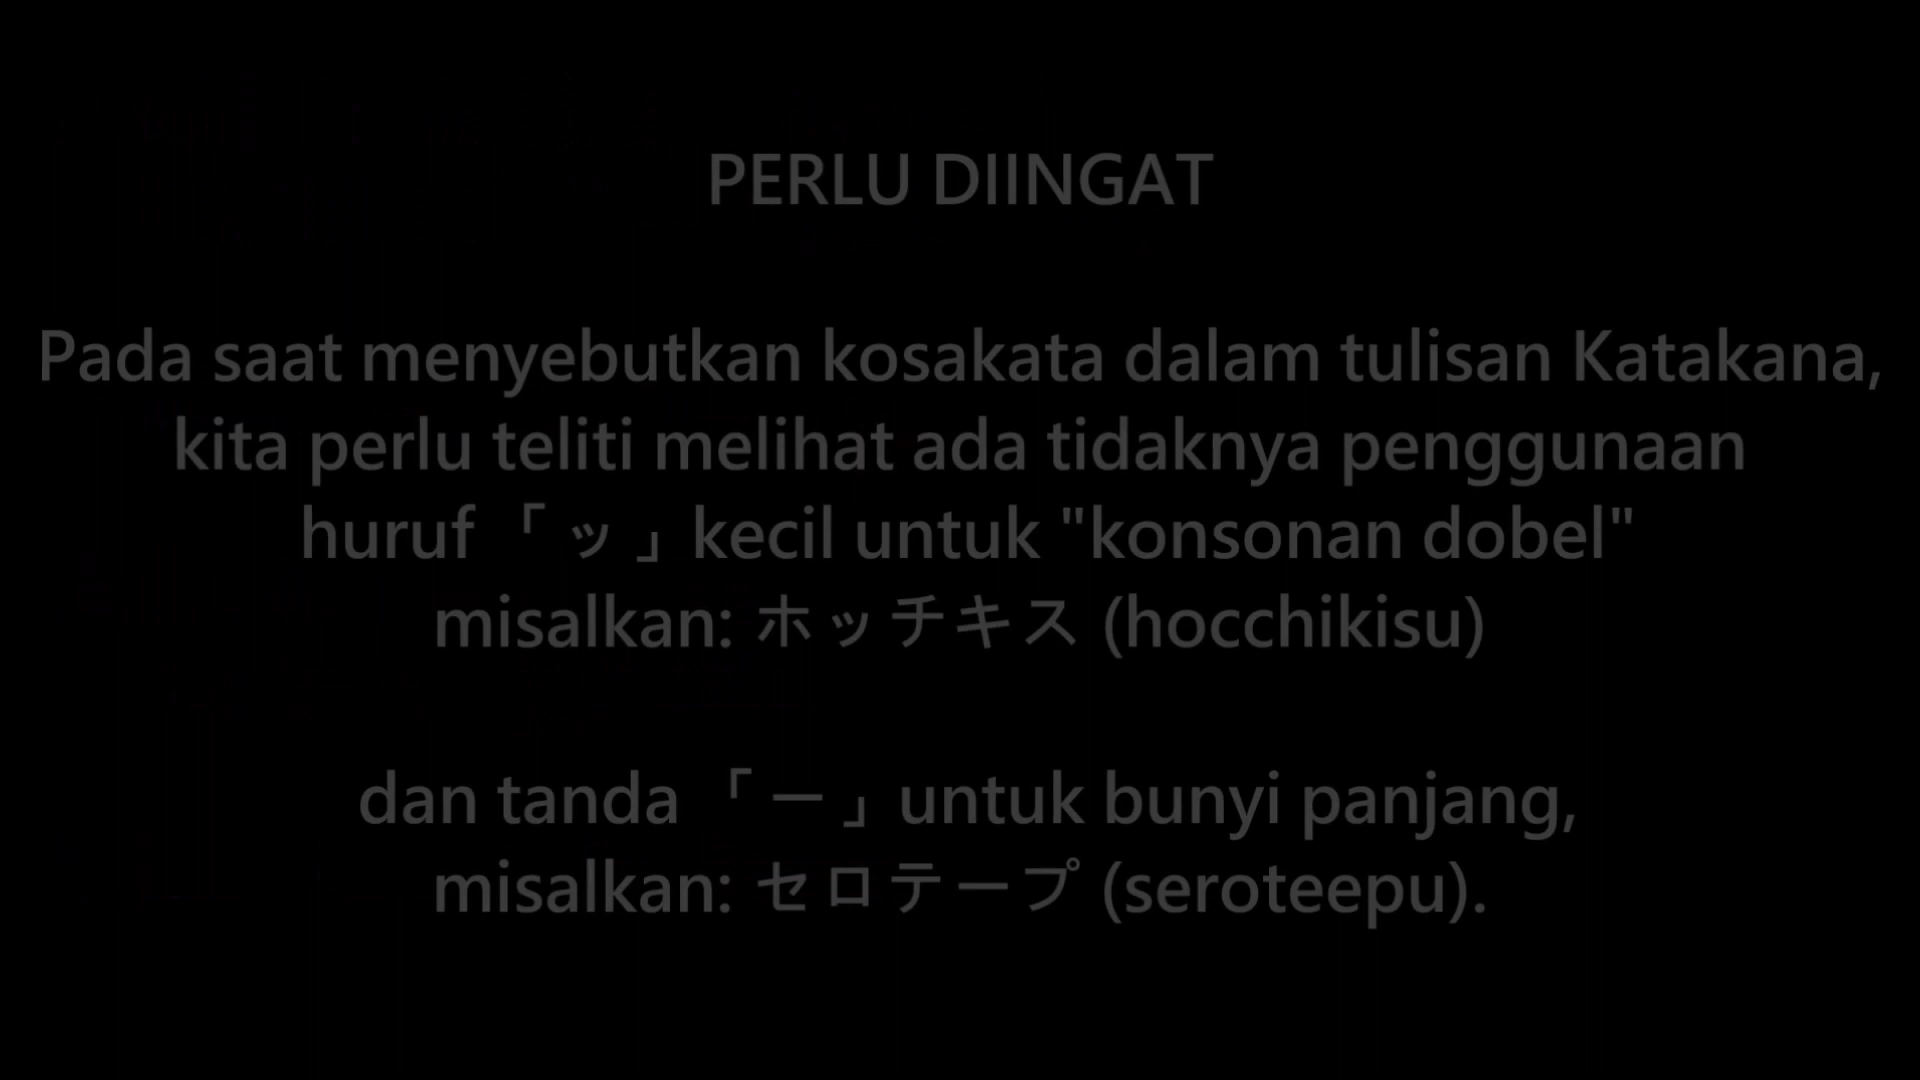 PERLU DIINGAT
Pada saat menyebutkan kosakata dalam tulisan Katakana,
kita perlu teliti melihat ada tidaknya penggunaan
huruf 「ッ」kecil untuk "konsonan dobel"
misalkan: ホッチキス (hocchikisu)
dan tanda 「ー」untuk bunyi panjang,
misalkan: セロテープ (seroteepu).